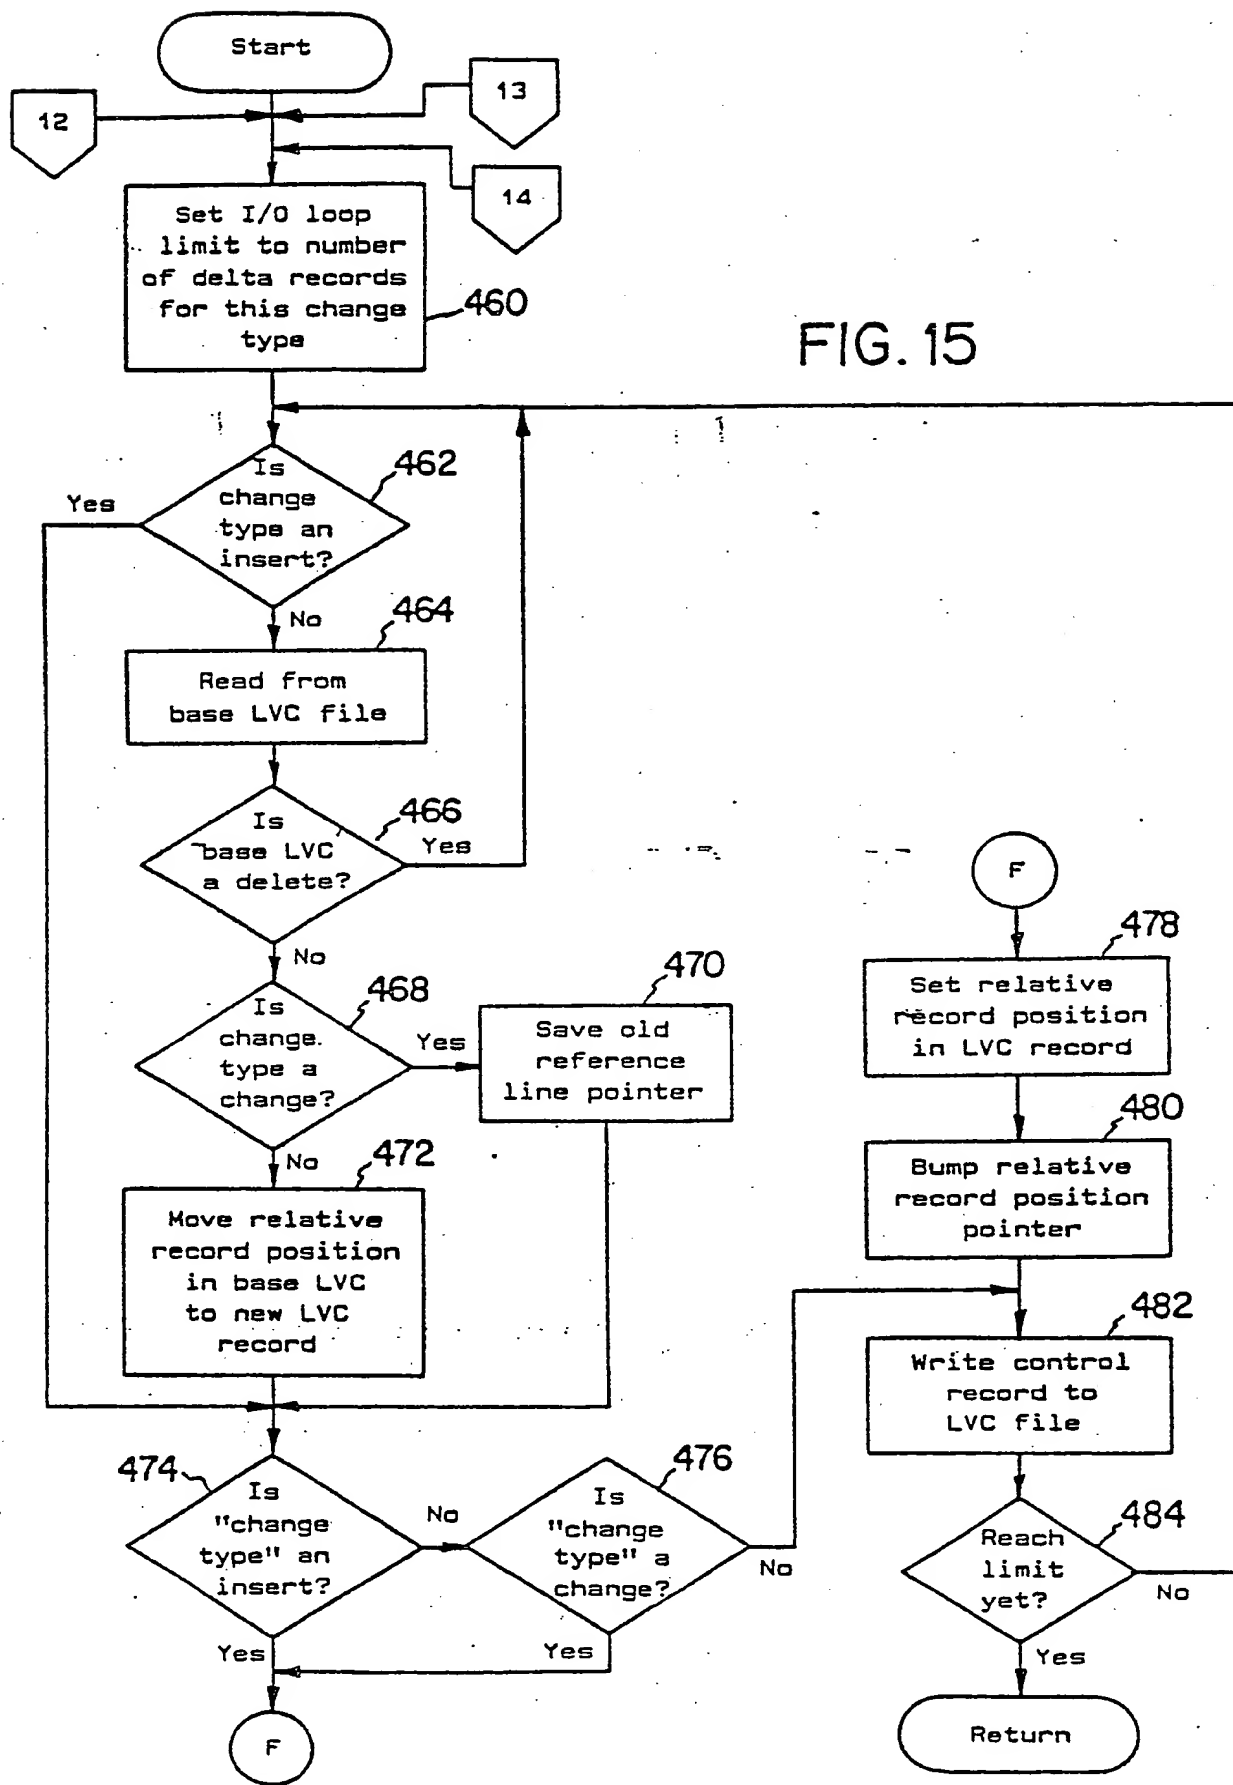 Start
12
13
14
Set I/O loop
limit to number
of delta records
for this change
type
460
FIG. 15
Is
change
type an
insert?
462
Yes
No
464
Read from
base LVC file
Is
base LVC
a delete?
466
Yes
No
Is
change.
type a
change?
468
Yes
470
Save old
reference
line pointer
No
472
Move relative
record position
in base LVC
to new LVC
record
474
Is
"change
type" an
insert?
No
476
Is
"change
type" a
change?
No
Yes
Yes
F
F
478
Set relative
record position
in LVC record
480
Bump relative
record position
pointer
482
Write control
record to
LVC file
484
Reach
limit
yet?
No
Yes
Return